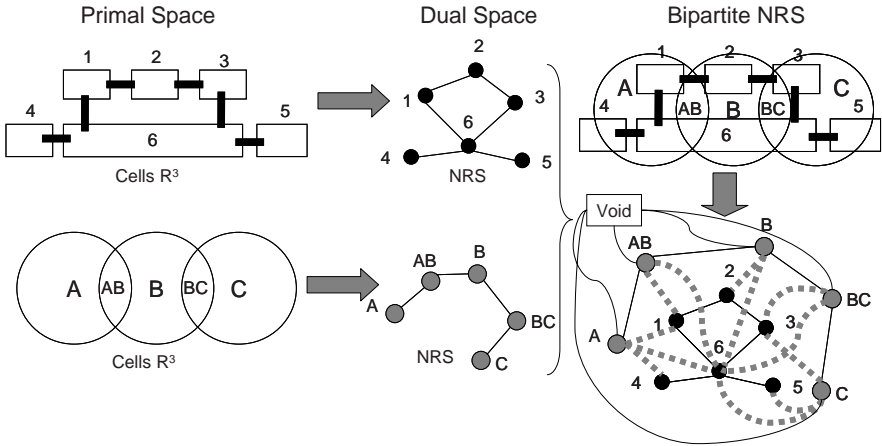 Primal Space
Dual Space
Bipartite NRS
1 2 3
4 6 5
Cells R³
2
1 3
6
4 5
NRS
1 2 3
A C
4 AB B BC 5
6
A AB B BC C
Cells R³
B
AB
A
BC
NRS
C
Void
B
AB
2
BC
1 3
A 6
4 5 C